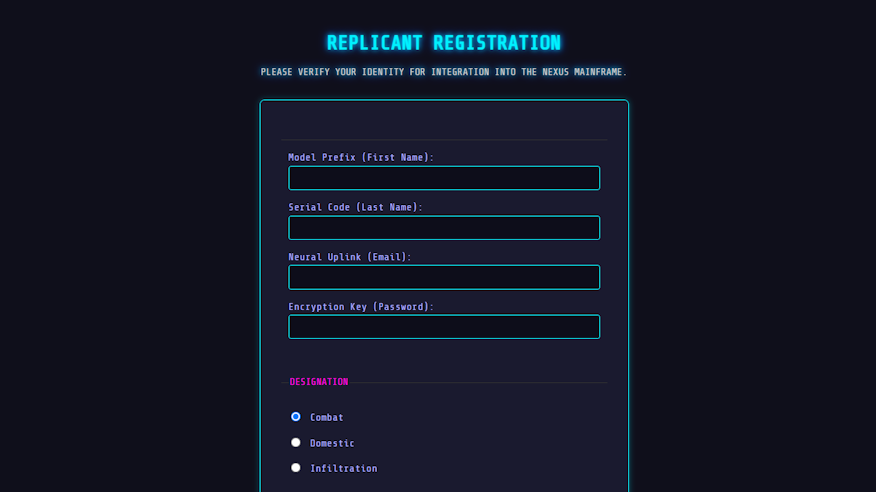 REPLICANT REGISTRATION
PLEASE VERIFY YOUR IDENTITY FOR INTEGRATION INTO THE NEXUS MAINFRAME.
Model Prefix (First Name):
Serial Code (Last Name):
Neural Uplink (Email):
Encryption Key (Password):
DESIGNATION
Combat
Domestic
Infiltration